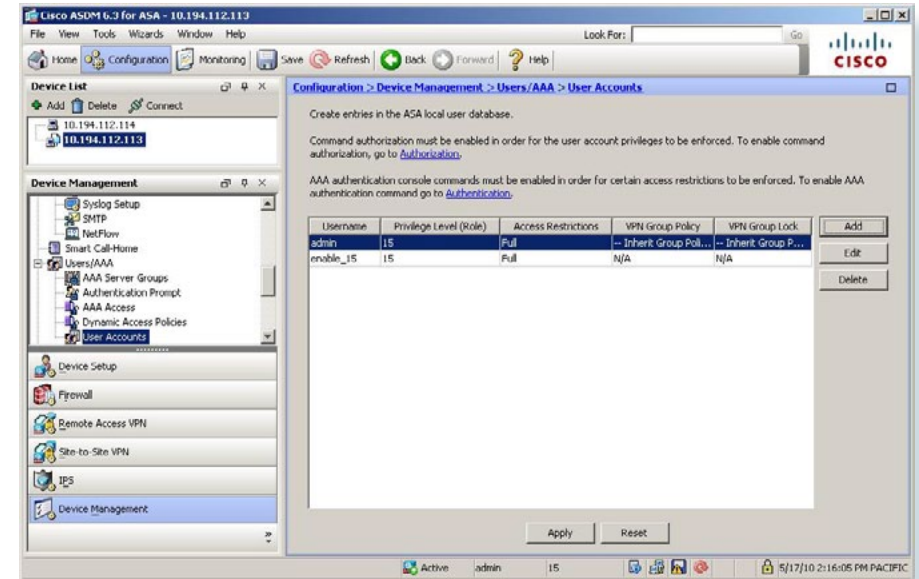 Cisco ASDM 6.3 for ASA - 10.194.112.113
File View Tools Wizards Window Help
Look For:
Go
Home Configuration Monitoring Save Refresh Back Forward Help
CISCO
Device List
Add Delete Connect
10.194.112.114
10.194.112.113
Device Management
Syslog Setup
SMTP
NetFlow
Smart Call-Home
Users/AAA
AAA Server Groups
Authentication Prompt
AAA Access
Dynamic Access Policies
User Accounts
Device Setup
Firewall
Remote Access VPN
Site-to-Site VPN
IPS
Device Management
Configuration > Device Management > Users/AAA > User Accounts
Create entries in the ASA local user database.
Command authorization must be enabled in order for the user account privileges to be enforced. To enable command
authorization, go to Authorization.
AAA authentication console commands must be enabled in order for certain access restrictions to be enforced. To enable AAA
authentication command go to Authentication.
Username Privilege Level (Role) Access Restrictions VPN Group Policy VPN Group Lock
admin 15 Full -- Inherit Group Poli... -- Inherit Group P...
enable_15 15 Full N/A N/A
Add
Edit
Delete
Apply Reset
Active admin 15 5/17/10 2:16:05 PM PACIFIC